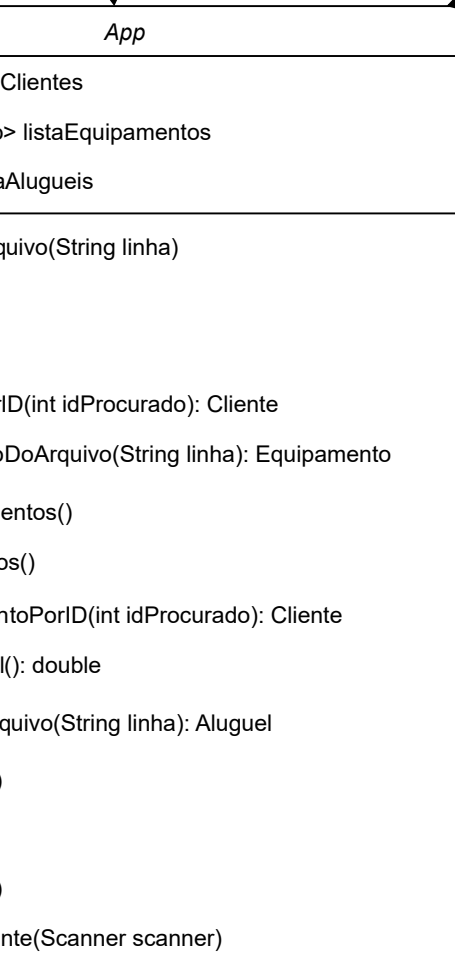 App
Clientes
> listaEquipamentos
aAlugueis
quivo(String linha)
rID(int idProcurado): Cliente
oDoArquivo(String linha): Equipamento
entos()
os()
ntoPorID(int idProcurado): Cliente
l(): double
quivo(String linha): Aluguel
)
)
nte(Scanner scanner)